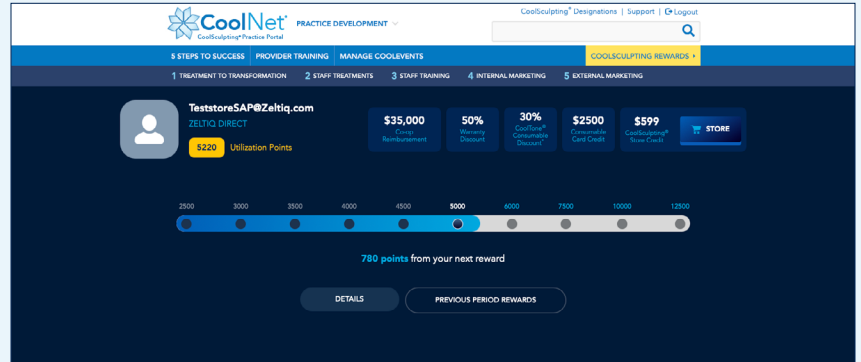 CoolSculpting® Designations | Support | Logout
CoolNet®
CoolSculpting® Practice Portal
PRACTICE DEVELOPMENT
5 STEPS TO SUCCESS PROVIDER TRAINING MANAGE COOLEVENTS COOLSCULPTING REWARDS
1 TREATMENT TO TRANSFORMATION 2 STAFF TREATMENTS 3 STAFF TRAINING 4 INTERNAL MARKETING 5 EXTERNAL MARKETING
TeststoreSAP@Zeltiq.com
ZELTIQ DIRECT
5220 Utilization Points
$35,000
Co-op
Reimbursement
50%
Warranty
Discount
30%
CoolTone®
Consumable
Discount
$2500
Consumable
Card Credit
$599
CoolSculpting®
Store Credit
STORE
2500 3000 3500 4000 4500 5000 6000 7500 10000 12500
780 points from your next reward
DETAILS
PREVIOUS PERIOD REWARDS